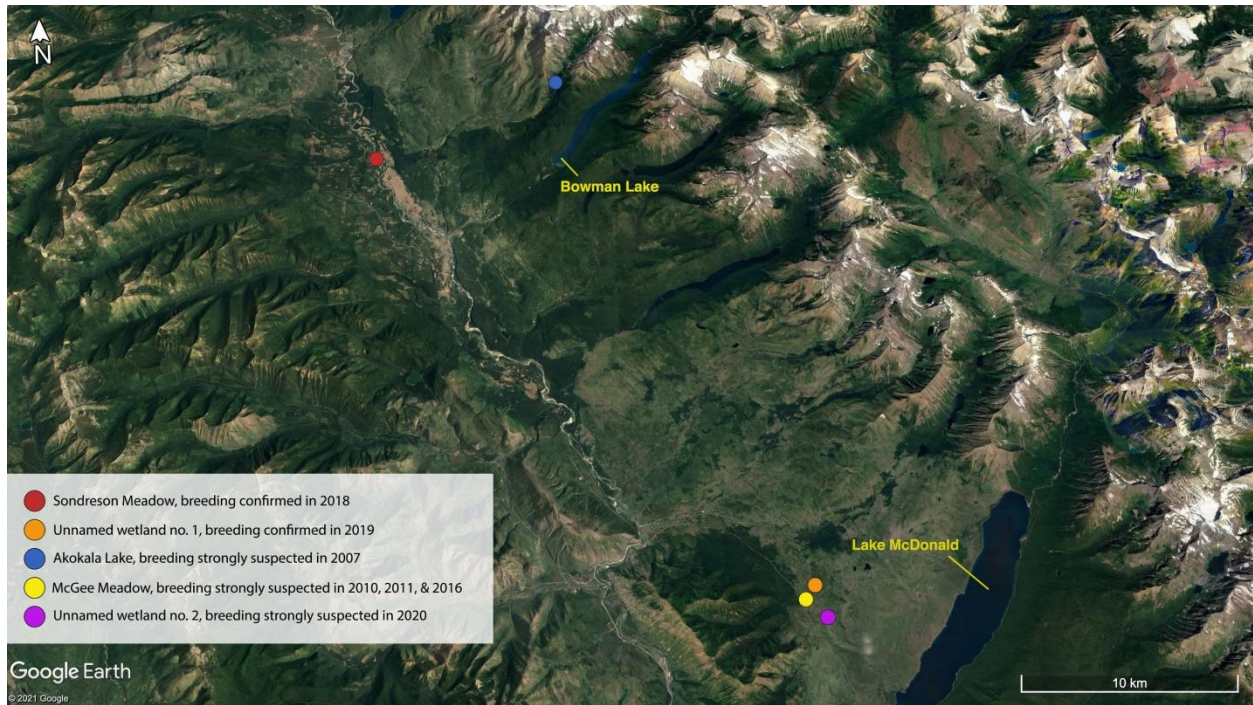 N
Bowman Lake
Sondreson Meadow, breeding confirmed in 2018
Unnamed wetland no. 1, breeding confirmed in 2019
Akokala Lake, breeding strongly suspected in 2007
McGee Meadow, breeding strongly suspected in 2010, 2011, & 2016
Unnamed wetland no. 2, breeding strongly suspected in 2020
Lake McDonald
Google Earth
© 2021 Google
10 km